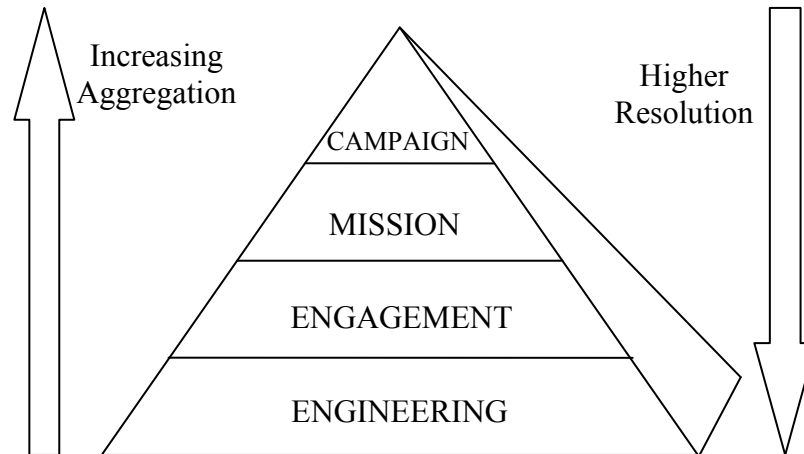 Increasing
Aggregation
Higher
Resolution
CAMPAIGN
MISSION
ENGAGEMENT
ENGINEERING